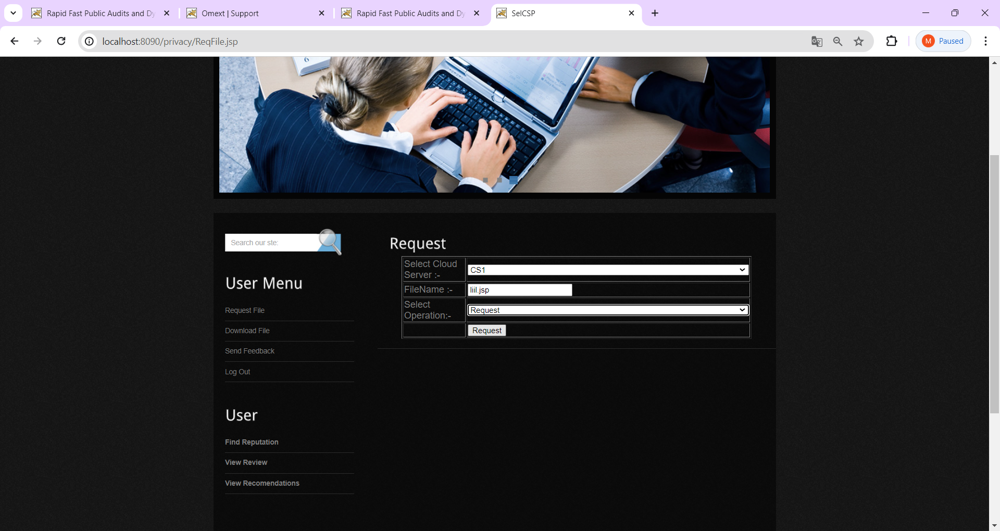 Rapid Fast Public Audits and Dy
Omext | Support
Rapid Fast Public Audits and Dy
SelCSP
localhost:8090/privacy/ReqFile.jsp
M Paused
Search our ste:
Request
Select Cloud
Server :-
CS1
FileName :-
liil.jsp
Select
Operation:-
Request
Request
User Menu
Request File
Download File
Send Feedback
Log Out
User
Find Reputation
View Review
View Recomendations